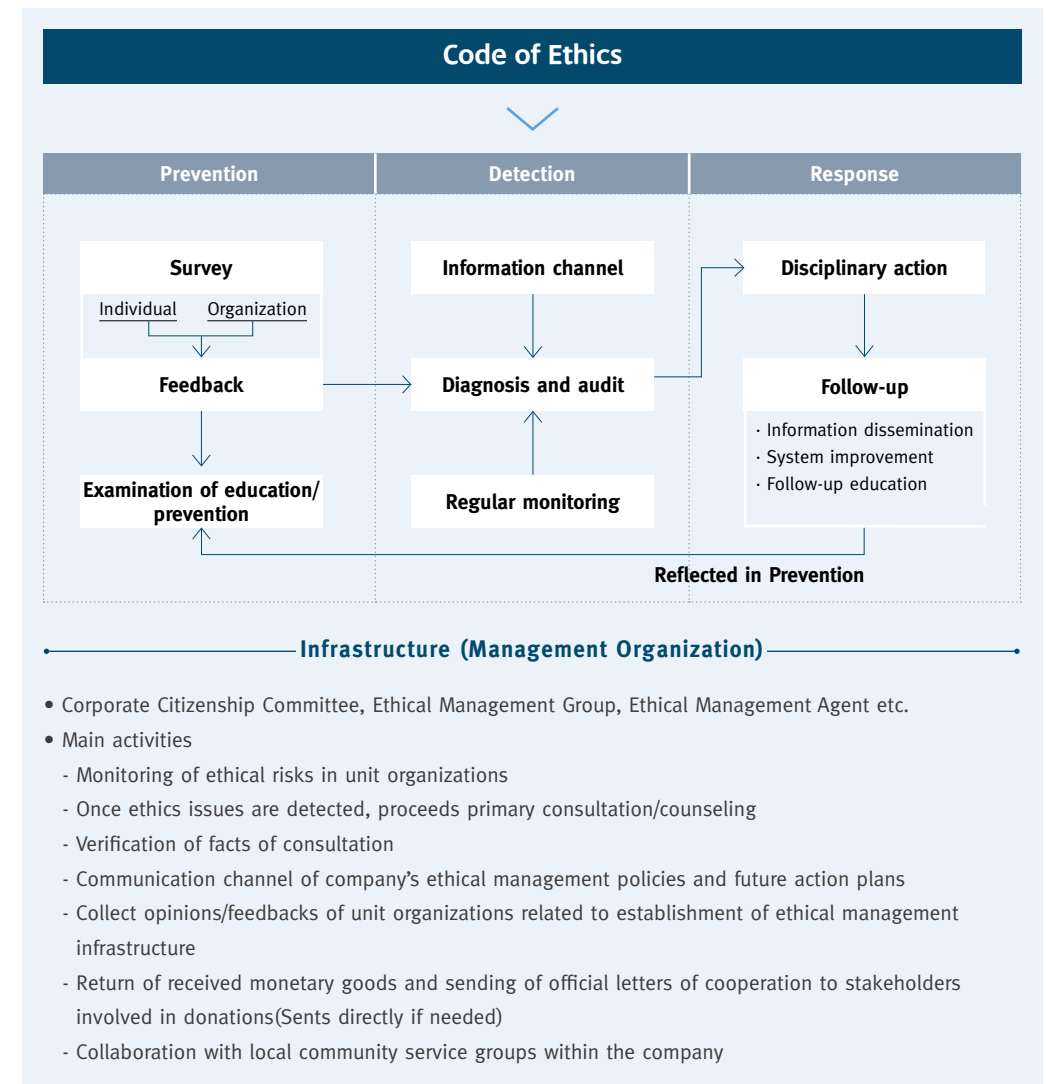 Code of Ethics
Prevention
Detection
Response
Survey
Individual
Organization
Feedback
Examination of education/
prevention
Information channel
Diagnosis and audit
Regular monitoring
Disciplinary action
Follow-up
· Information dissemination
· System improvement
· Follow-up education
Reflected in Prevention
Infrastructure (Management Organization)
• Corporate Citizenship Committee, Ethical Management Group, Ethical Management Agent etc.
• Main activities
- Monitoring of ethical risks in unit organizations
- Once ethics issues are detected, proceeds primary consultation/counseling
- Verification of facts of consultation
- Communication channel of company's ethical management policies and future action plans
- Collect opinions/feedbacks of unit organizations related to establishment of ethical management
infrastructure
- Return of received monetary goods and sending of official letters of cooperation to stakeholders
involved in donations(Sents directly if needed)
- Collaboration with local community service groups within the company